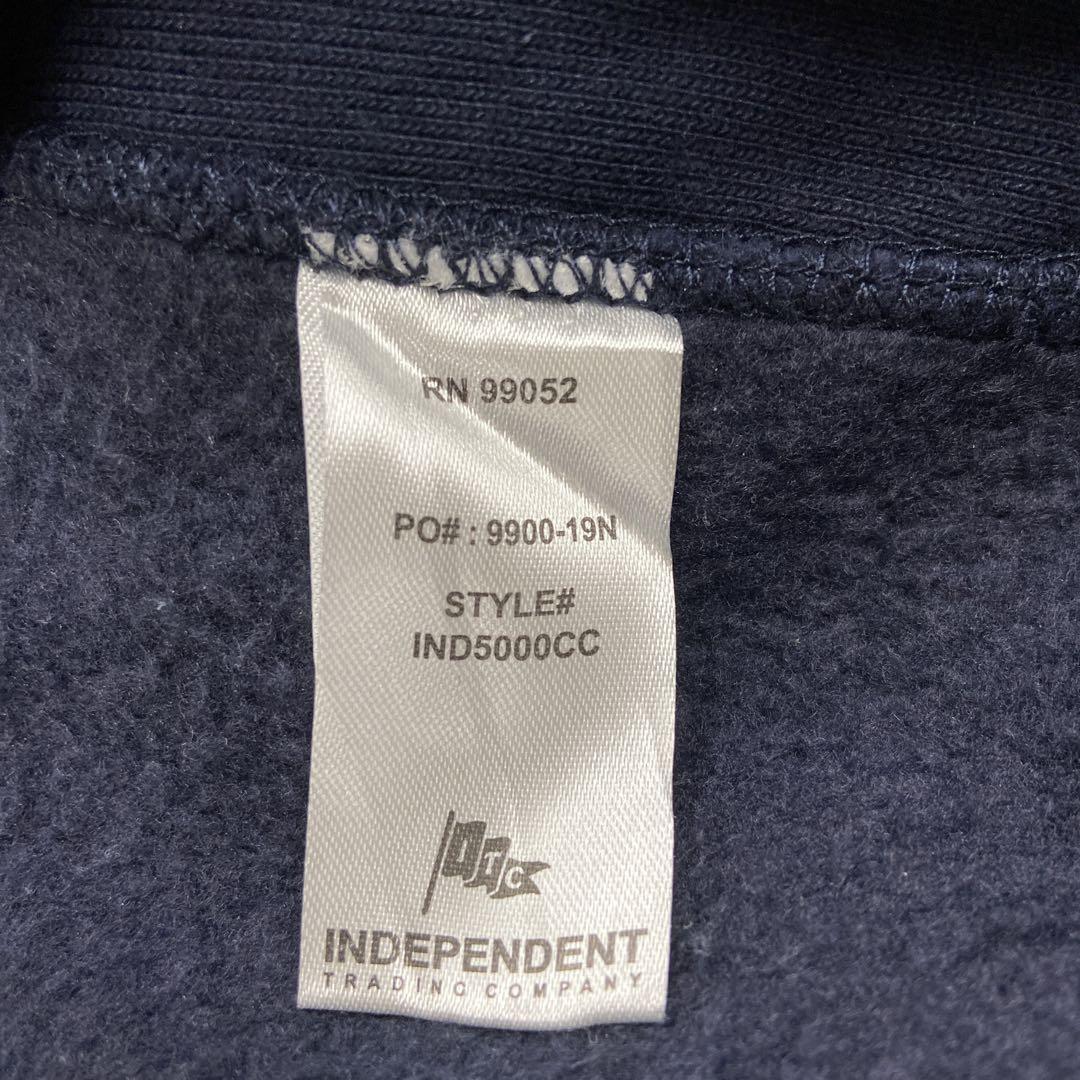 RN 99052
PO# : 9900-19N
STYLE#
IND5000CC
ITC
INDEPENDENT
TRADING COMPANY